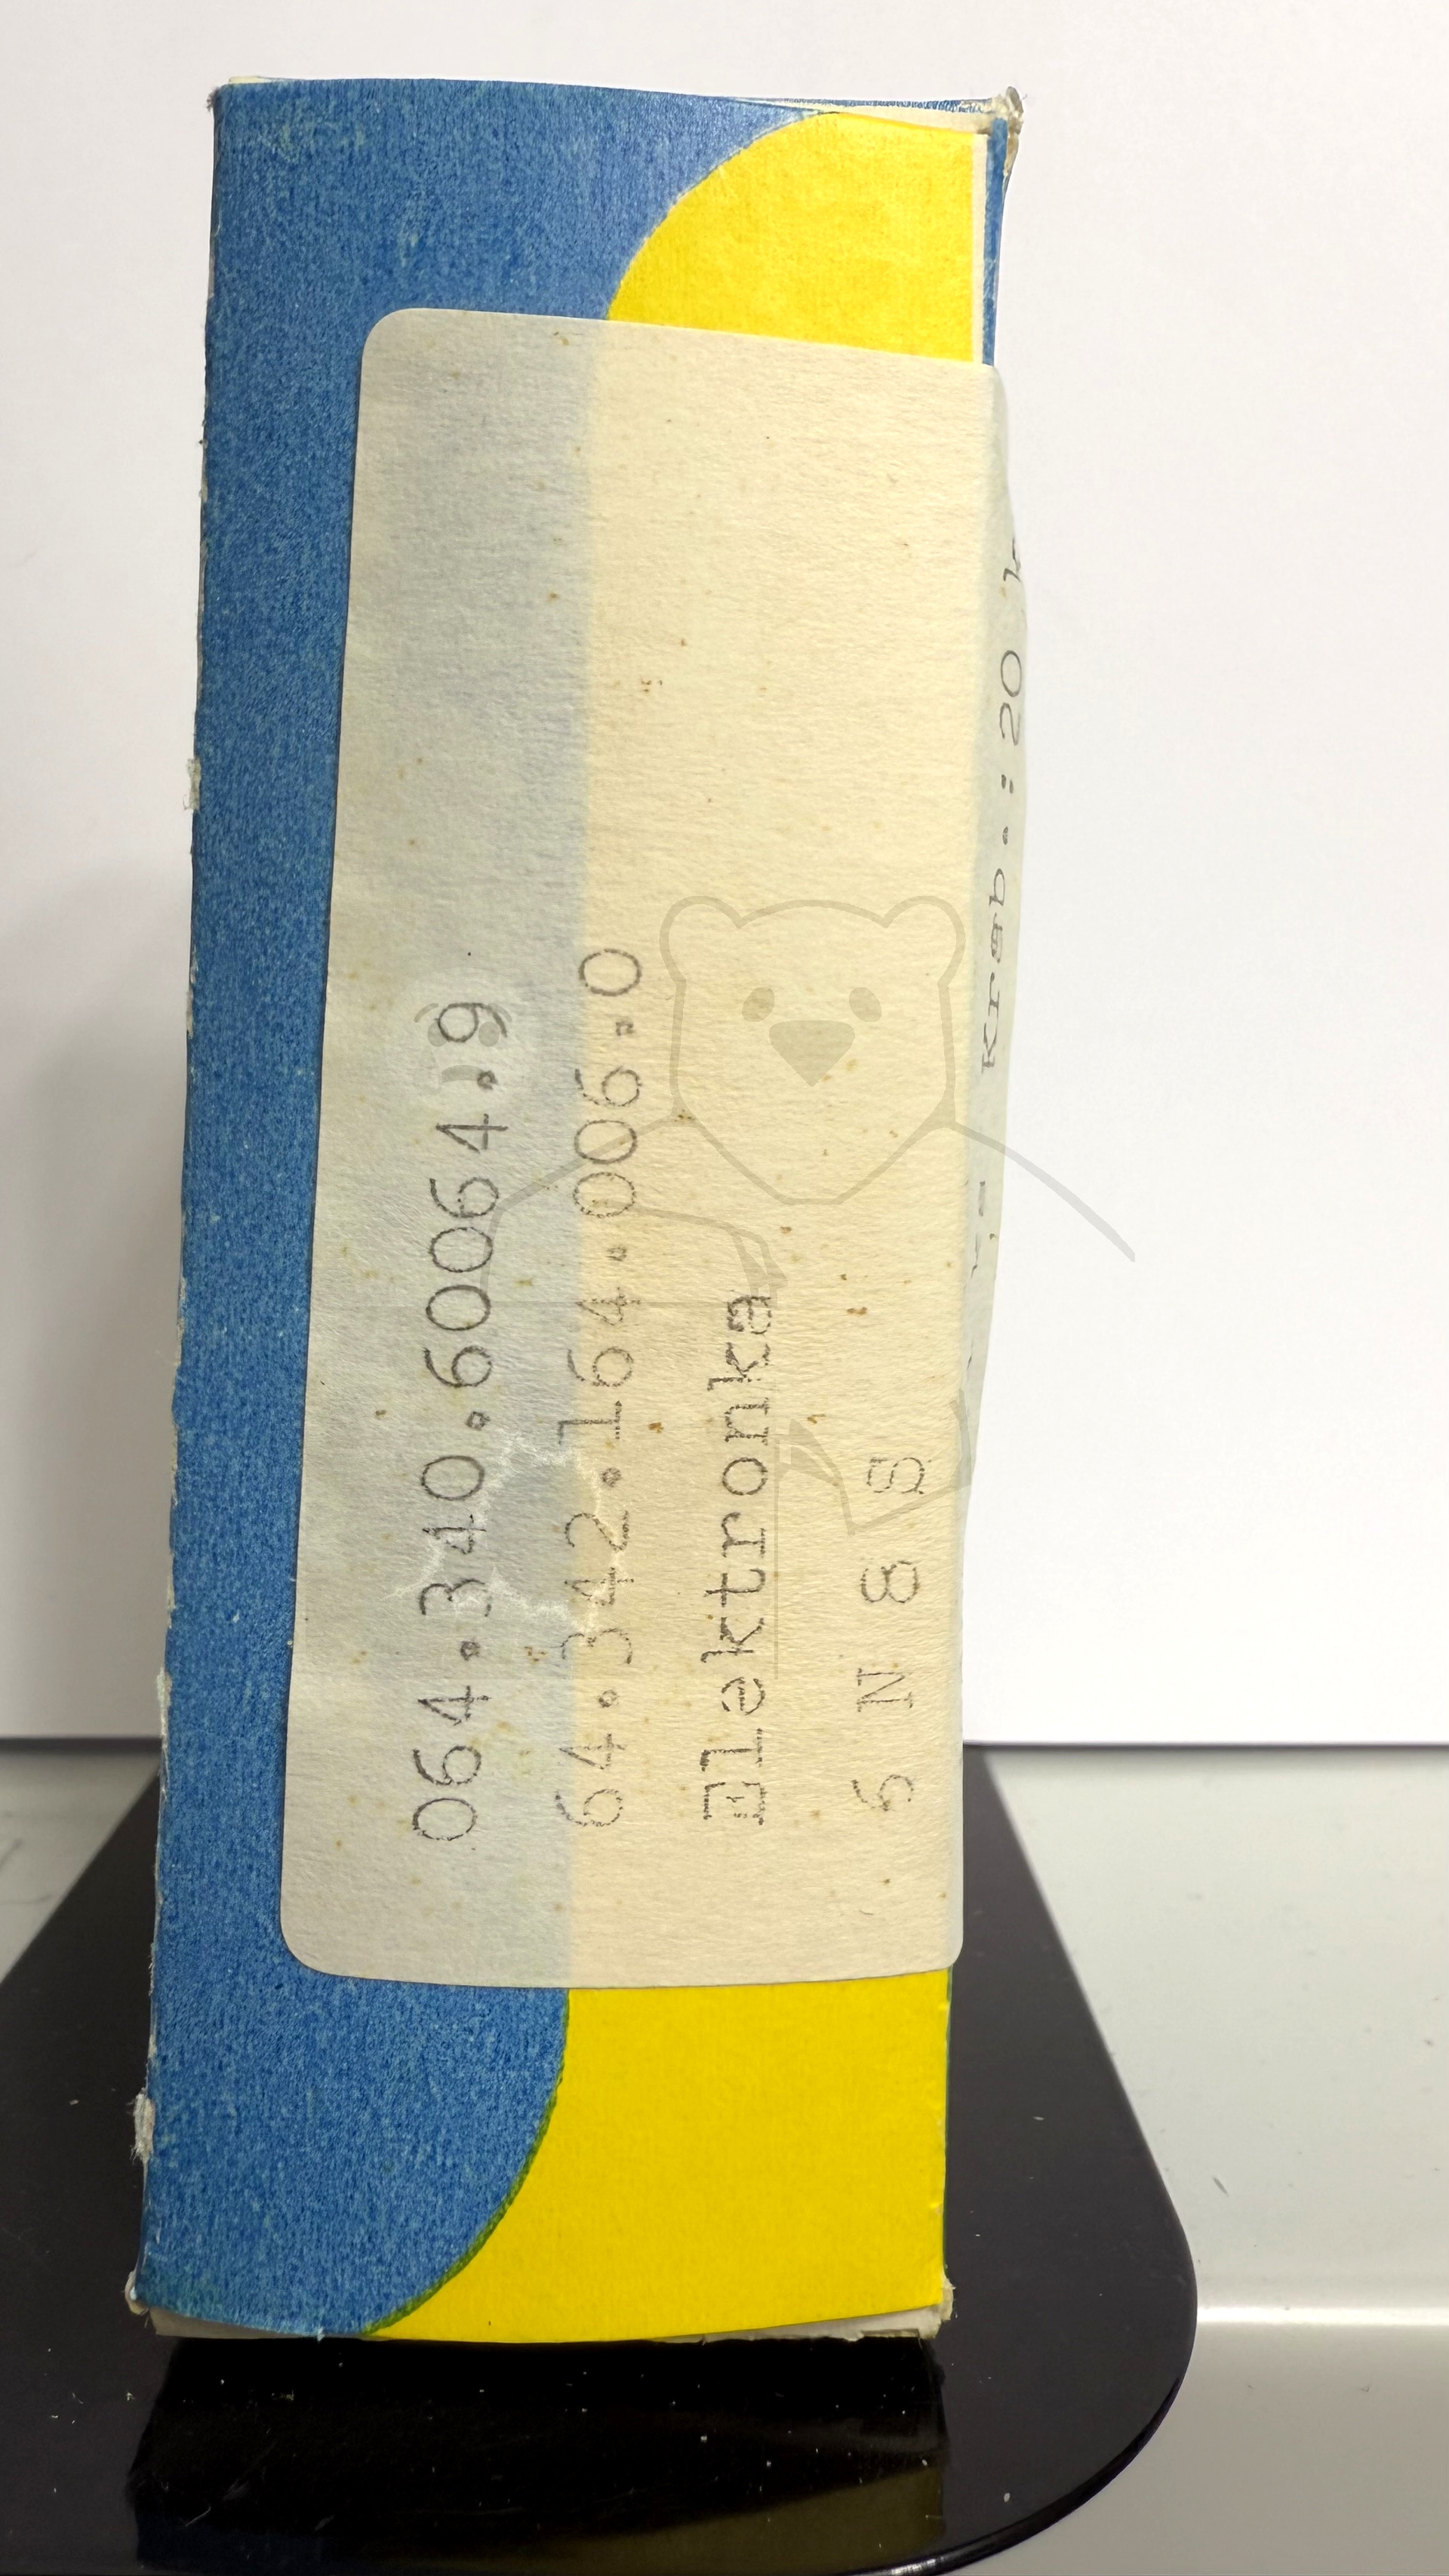 064.340.60064.9
64.342.164.006.0
Elektronka
6 N 8 S
Krab.: 20 k